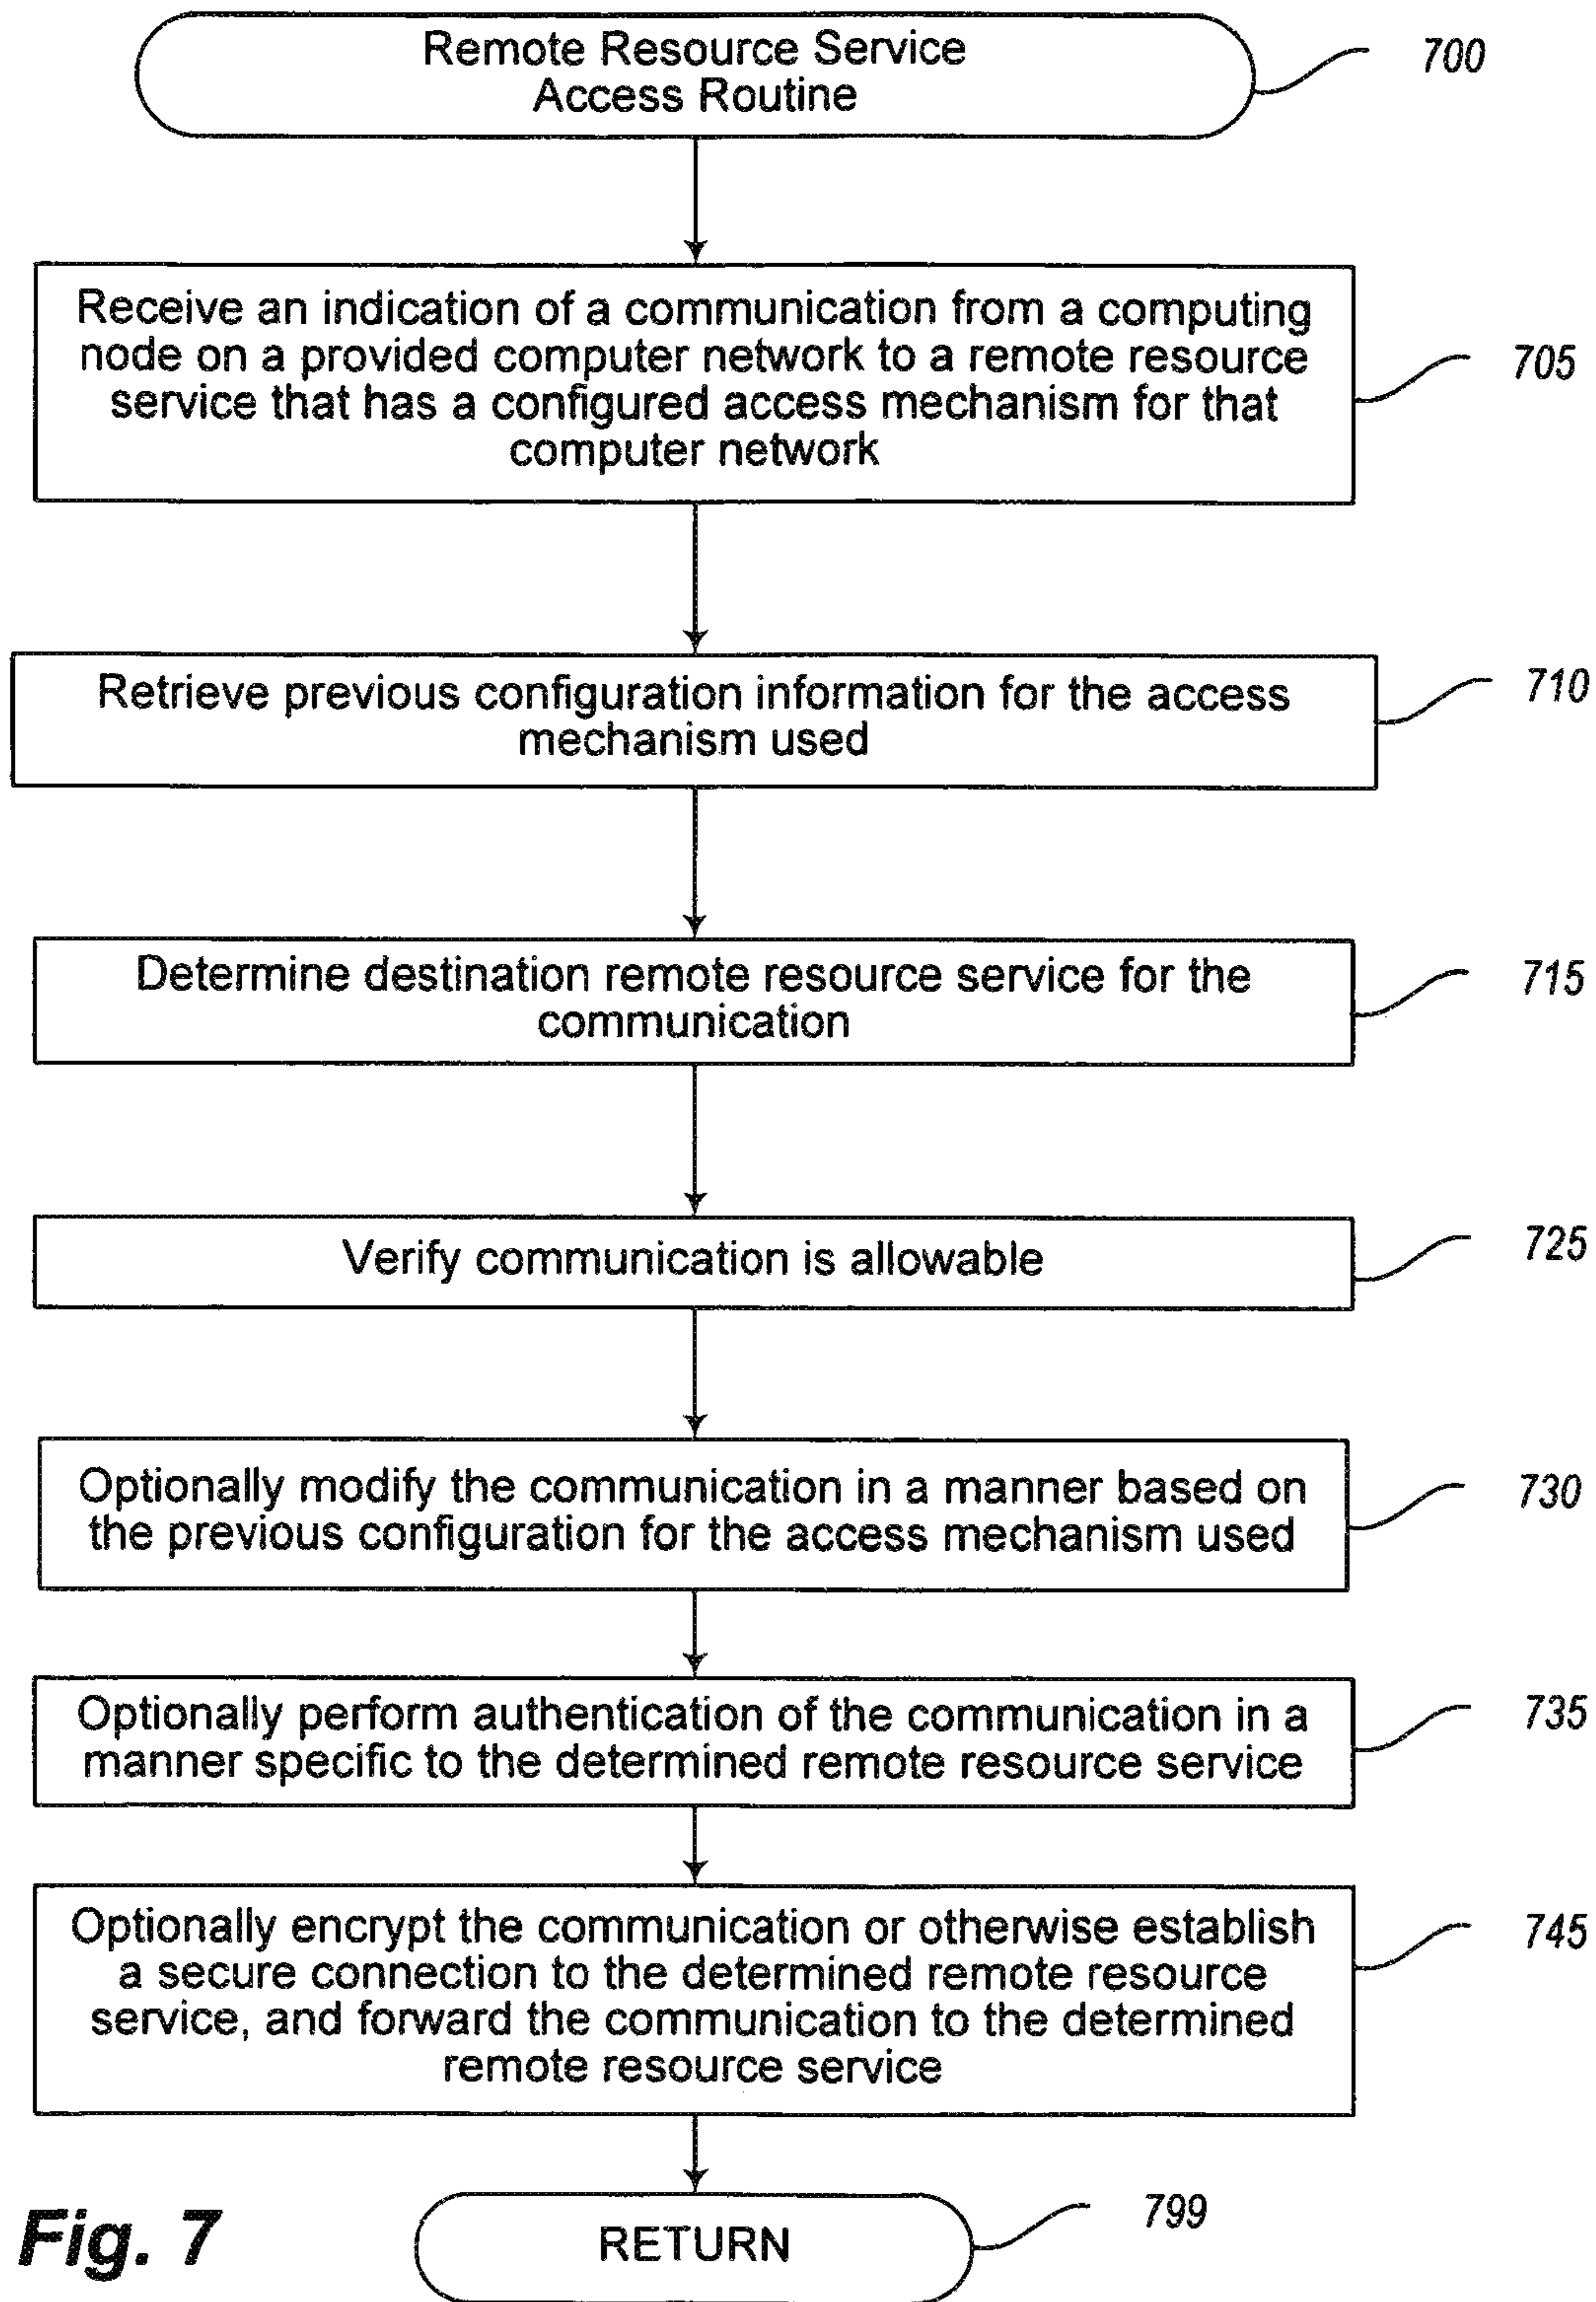 Remote Resource Service
Access Routine
700
Receive an indication of a communication from a computing
node on a provided computer network to a remote resource
service that has a configured access mechanism for that
computer network
705
Retrieve previous configuration information for the access
mechanism used
710
Determine destination remote resource service for the
communication
715
Verify communication is allowable
725
Optionally modify the communication in a manner based on
the previous configuration for the access mechanism used
730
Optionally perform authentication of the communication in a
manner specific to the determined remote resource service
735
Optionally encrypt the communication or otherwise establish
a secure connection to the determined remote resource
service, and forward the communication to the determined
remote resource service
745
RETURN
799
Fig. 7